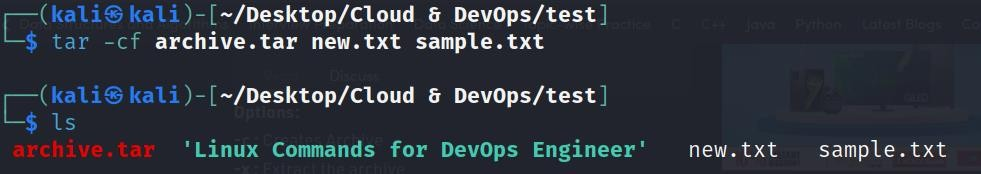 ┌──(kali㉿kali)-[~/Desktop/Cloud & DevOps/test]
└─$ tar -cf archive.tar new.txt sample.txt
┌──(kali㉿kali)-[~/Desktop/Cloud & DevOps/test]
└─$ ls
archive.tar 'Linux Commands for DevOps Engineer' new.txt sample.txt